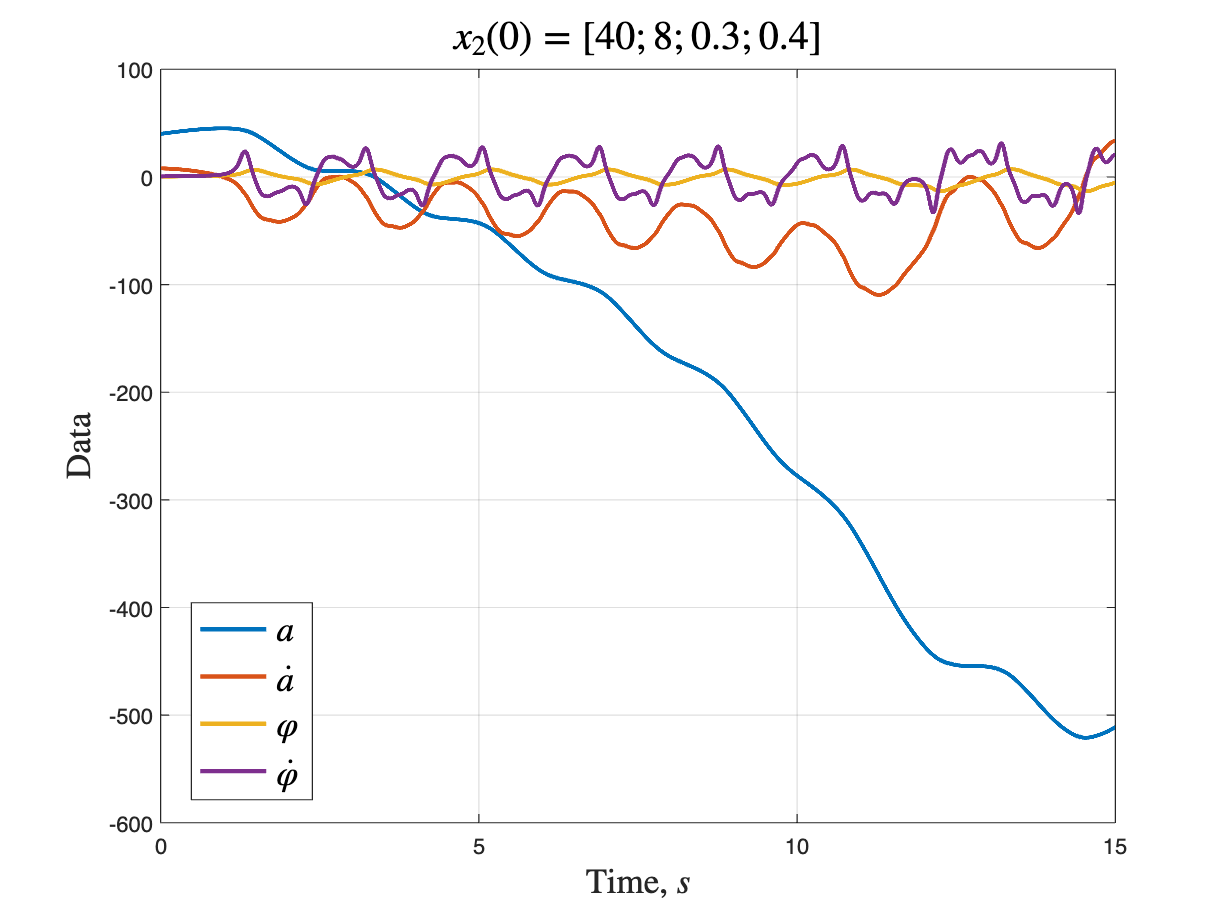 x₂(0) = [40; 8; 0.3; 0.4]
100
0
-100
-200
-300
-400
-500
-600
Data
a
ȧ
φ
φ̇
0 5 10 15
Time, s